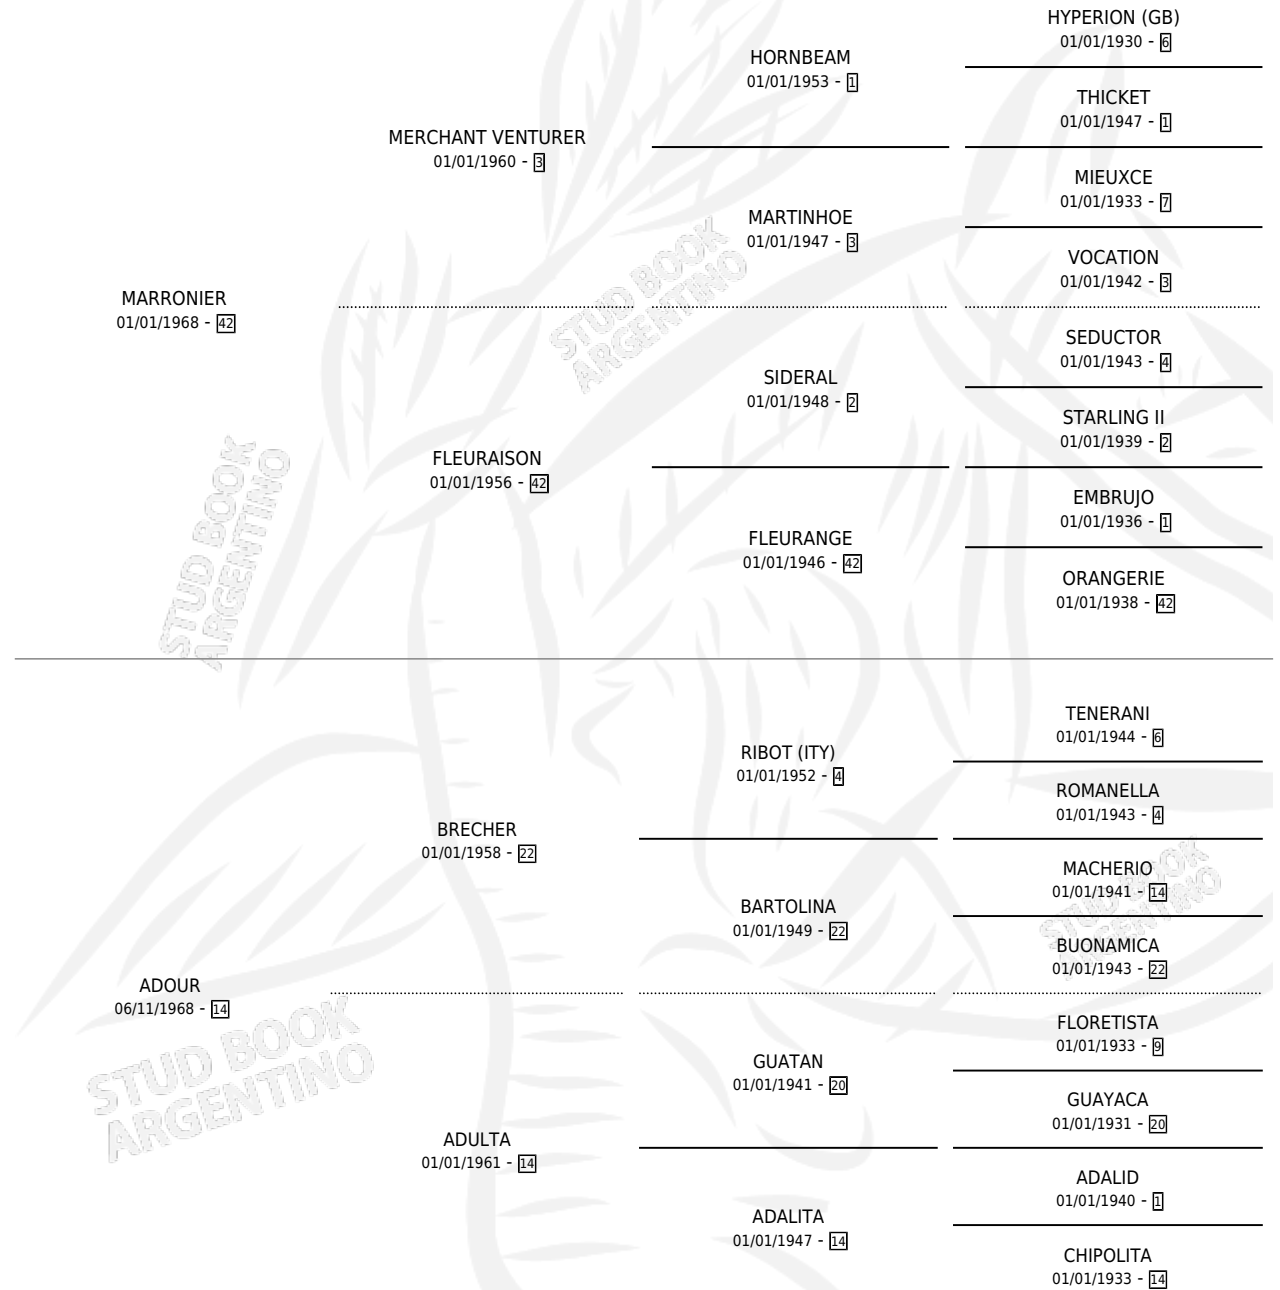 HYPERION (GB)
01/01/1930 - 6
HORNBEAM
01/01/1953 - 1
THICKET
01/01/1947 - 1
MERCHANT VENTURER
01/01/1960 - 3
MIEUXCE
01/01/1933 - 7
MARTINHOE
01/01/1947 - 3
VOCATION
01/01/1942 - 3
MARRONIER
01/01/1968 - 42
SEDUCTOR
01/01/1943 - 4
SIDERAL
01/01/1948 - 2
STARLING II
01/01/1939 - 2
FLEURAISON
01/01/1956 - 42
EMBRUJO
01/01/1936 - 1
FLEURANGE
01/01/1946 - 42
ORANGERIE
01/01/1938 - 42
STUD BOOK
ARGENTINO
STUD BOOK
ARGENTINO
TENERANI
01/01/1944 - 6
RIBOT (ITY)
01/01/1952 - 4
ROMANELLA
01/01/1943 - 4
BRECHER
01/01/1958 - 22
MACHERIO
01/01/1941 - 14
BARTOLINA
01/01/1949 - 22
BUONAMICA
01/01/1943 - 22
STUD BOOK
ARGENTINO
ADOUR
06/11/1968 - 14
FLORETISTA
01/01/1933 - 9
GUATAN
01/01/1941 - 20
GUAYACA
01/01/1931 - 20
STUD BOOK
ARGENTINO
ADULTA
01/01/1961 - 14
ADALID
01/01/1940 - 1
ADALITA
01/01/1947 - 14
CHIPOLITA
01/01/1933 - 14